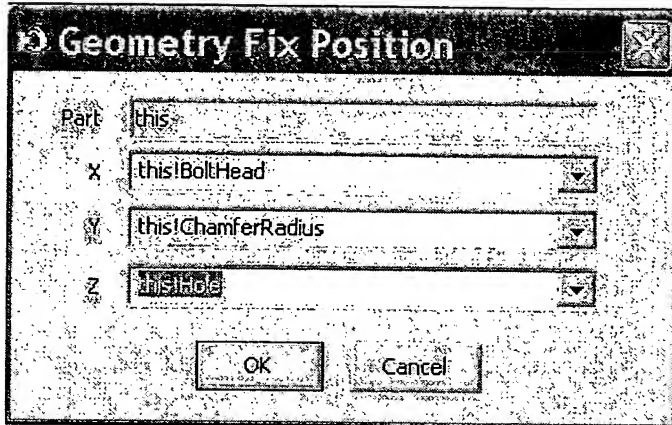 Geometry Fix Position
Part this
X this!BoltHead
Y this!ChamferRadius
Z this!Hole
OK Cancel